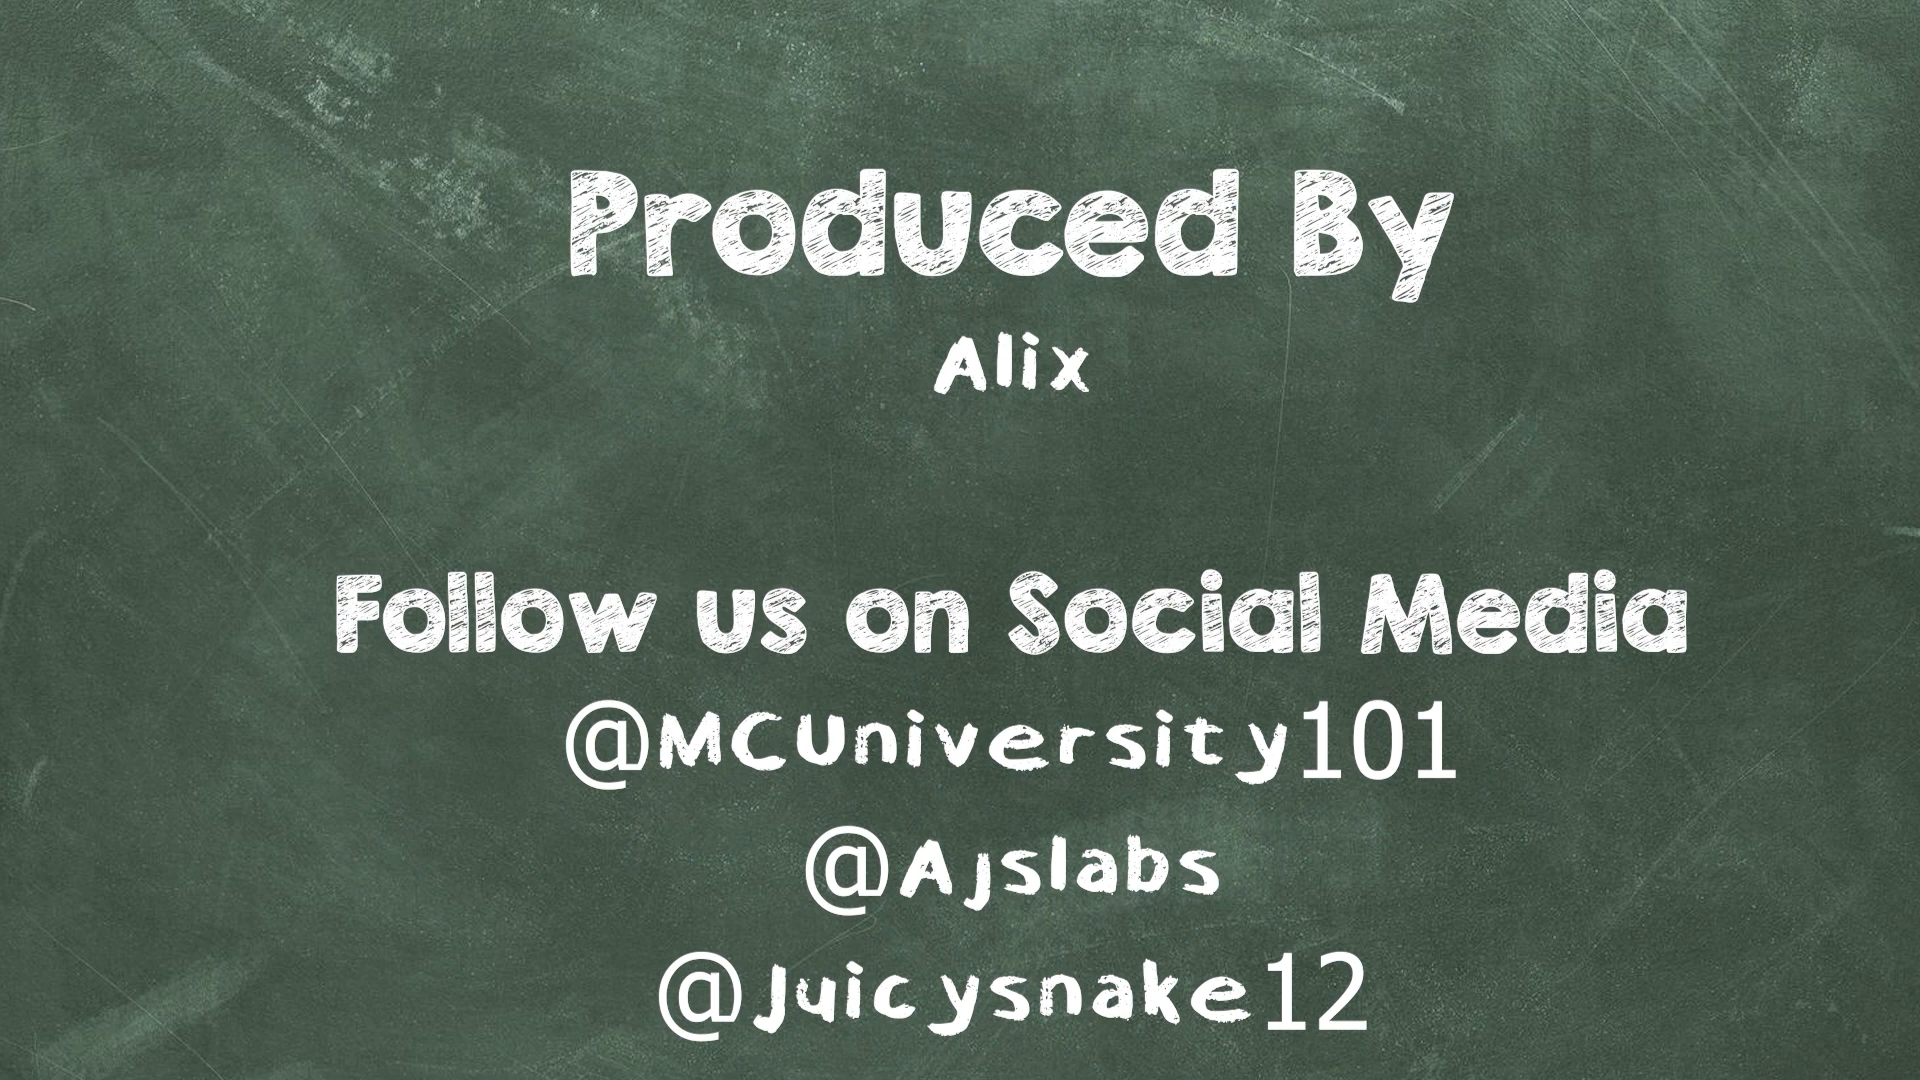 Produced By
Alix
Follow us on Social Media
@MCUniversity101
@Ajslabs
@Juicysnake12